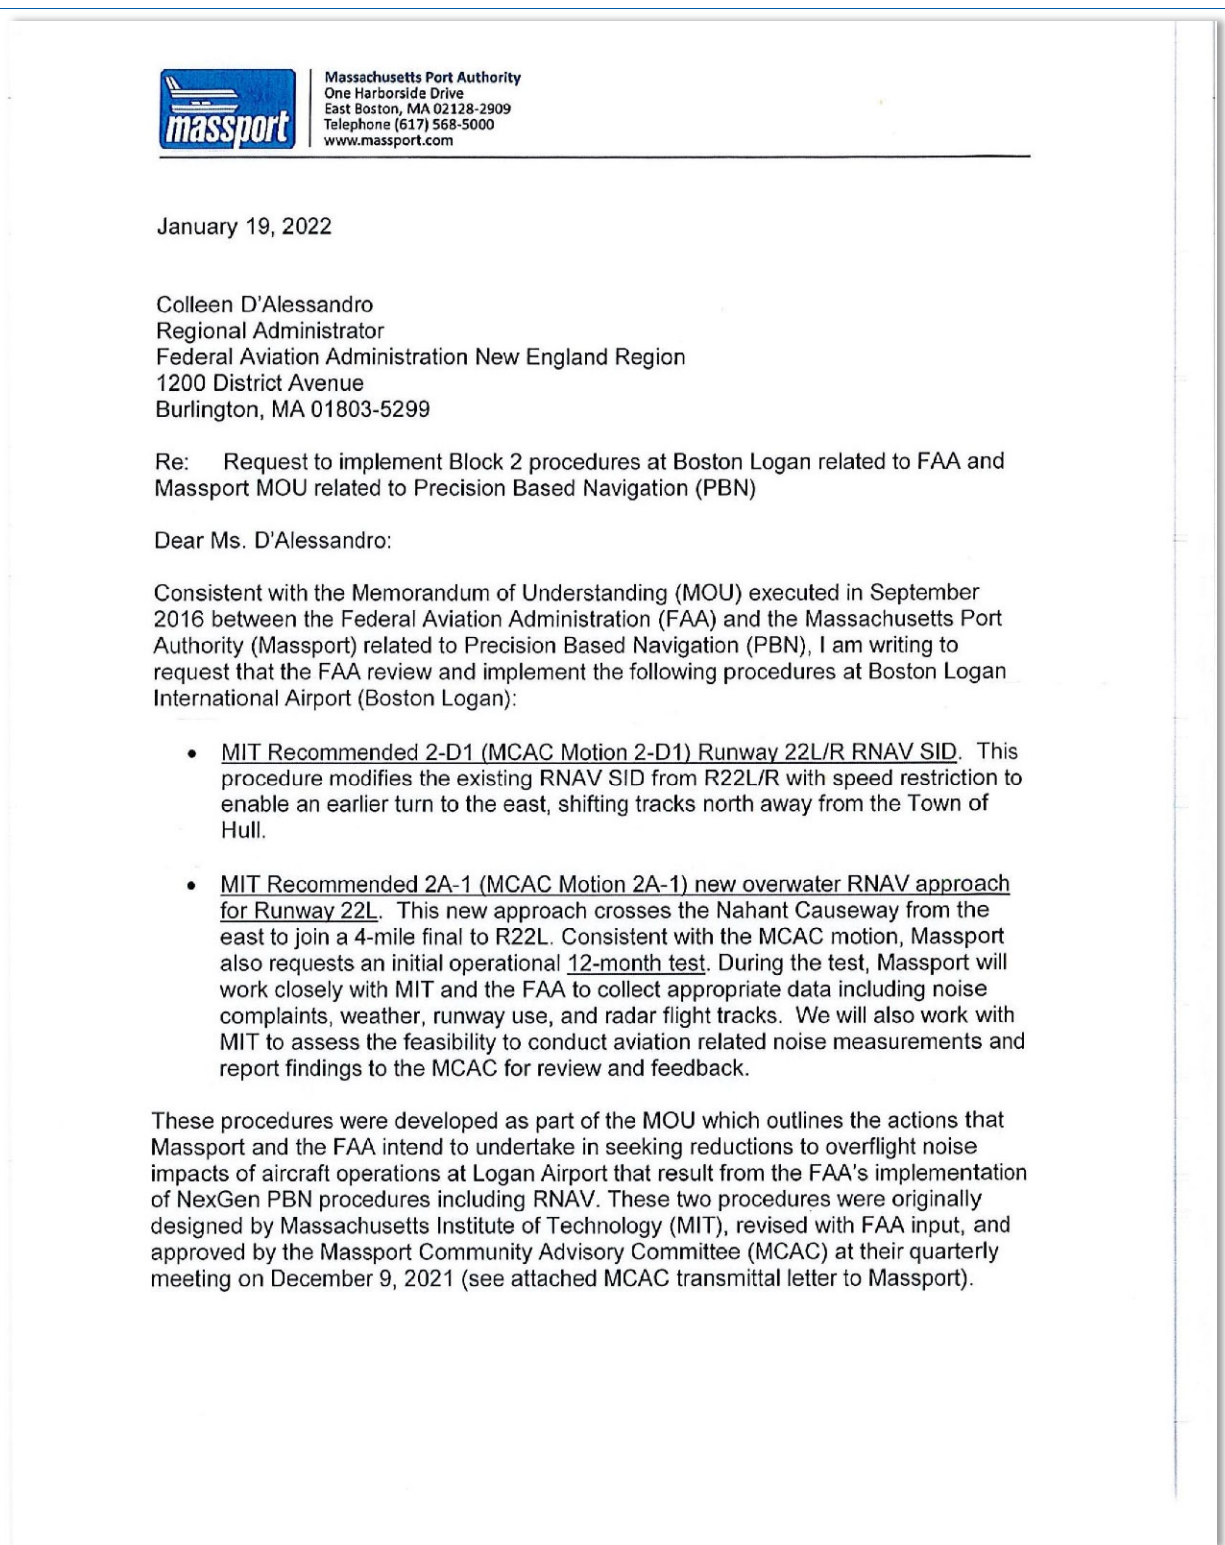 massport
Massachusetts Port Authority
One Harborside Drive
East Boston, MA 02128-2909
Telephone (617) 568-5000
www.massport.com
January 19, 2022
Colleen D'Alessandro
Regional Administrator
Federal Aviation Administration New England Region
1200 District Avenue
Burlington, MA 01803-5299
Re: Request to implement Block 2 procedures at Boston Logan related to FAA and
Massport MOU related to Precision Based Navigation (PBN)
Dear Ms. D'Alessandro:
Consistent with the Memorandum of Understanding (MOU) executed in September
2016 between the Federal Aviation Administration (FAA) and the Massachusetts Port
Authority (Massport) related to Precision Based Navigation (PBN), I am writing to
request that the FAA review and implement the following procedures at Boston Logan
International Airport (Boston Logan):
• MIT Recommended 2-D1 (MCAC Motion 2-D1) Runway 22L/R RNAV SID. This
procedure modifies the existing RNAV SID from R22L/R with speed restriction to
enable an earlier turn to the east, shifting tracks north away from the Town of
Hull.
• MIT Recommended 2A-1 (MCAC Motion 2A-1) new overwater RNAV approach
for Runway 22L. This new approach crosses the Nahant Causeway from the
east to join a 4-mile final to R22L. Consistent with the MCAC motion, Massport
also requests an initial operational 12-month test. During the test, Massport will
work closely with MIT and the FAA to collect appropriate data including noise
complaints, weather, runway use, and radar flight tracks. We will also work with
MIT to assess the feasibility to conduct aviation related noise measurements and
report findings to the MCAC for review and feedback.
These procedures were developed as part of the MOU which outlines the actions that
Massport and the FAA intend to undertake in seeking reductions to overflight noise
impacts of aircraft operations at Logan Airport that result from the FAA's implementation
of NexGen PBN procedures including RNAV. These two procedures were originally
designed by Massachusetts Institute of Technology (MIT), revised with FAA input, and
approved by the Massport Community Advisory Committee (MCAC) at their quarterly
meeting on December 9, 2021 (see attached MCAC transmittal letter to Massport).